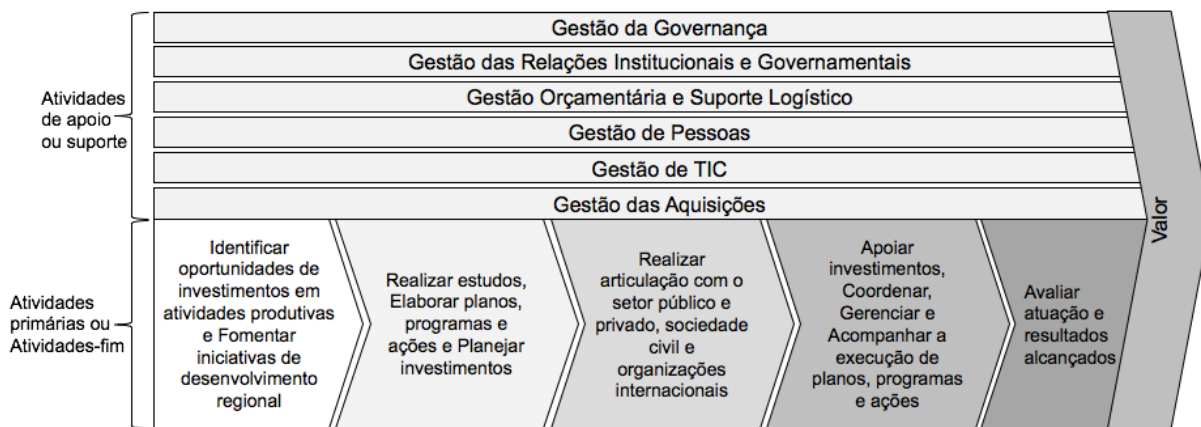 Gestão da Governança
Gestão das Relações Institucionais e Governamentais
Gestão Orçamentária e Suporte Logístico
Gestão de Pessoas
Gestão de TIC
Gestão das Aquisições
Atividades
de apoio
ou suporte
Atividades
primárias ou
Atividades-fim
Identificar
oportunidades de
investimentos em
atividades produtivas
e Fomentar
iniciativas de
desenvolvimento
regional
Realizar estudos,
Elaborar planos,
programas e
ações e Planejar
investimentos
Realizar
articulação com o
setor público e
privado, sociedade
civil e
organizações
internacionais
Apoiar
investimentos,
Coordenar,
Gerenciar e
Acompanhar a
execução de
planos, programas
e ações
Avaliar
atuação e
resultados
alcançados
Valor